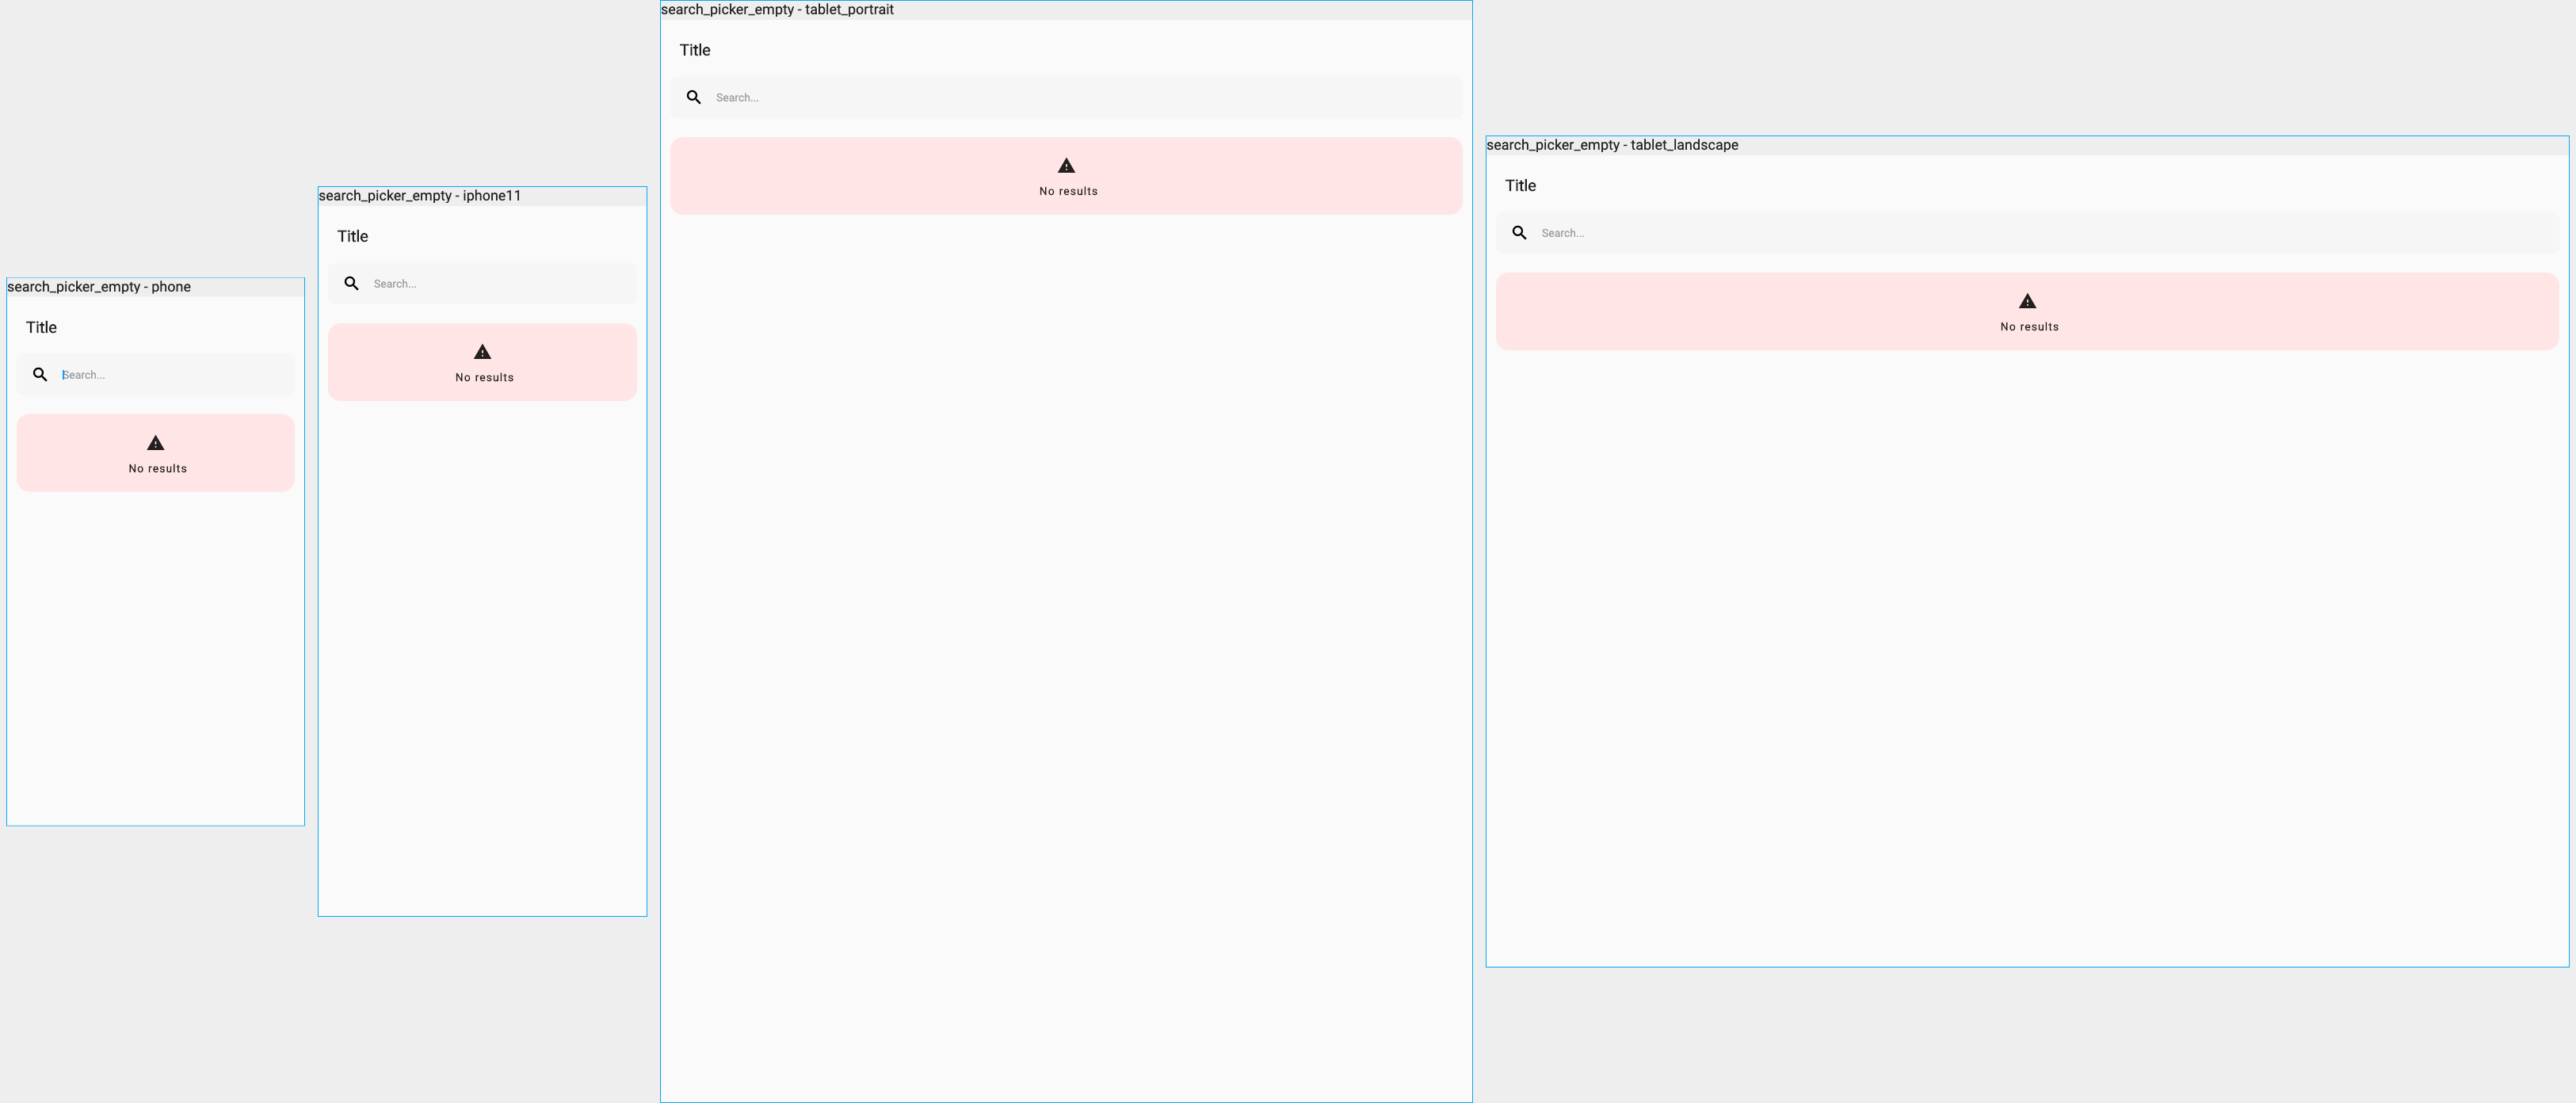 search_picker_empty - phone
Title
Search...
No results
search_picker_empty - iphone11
Title
Search...
No results
search_picker_empty - tablet_portrait
Title
Search...
No results
search_picker_empty - tablet_landscape
Title
Search...
No results